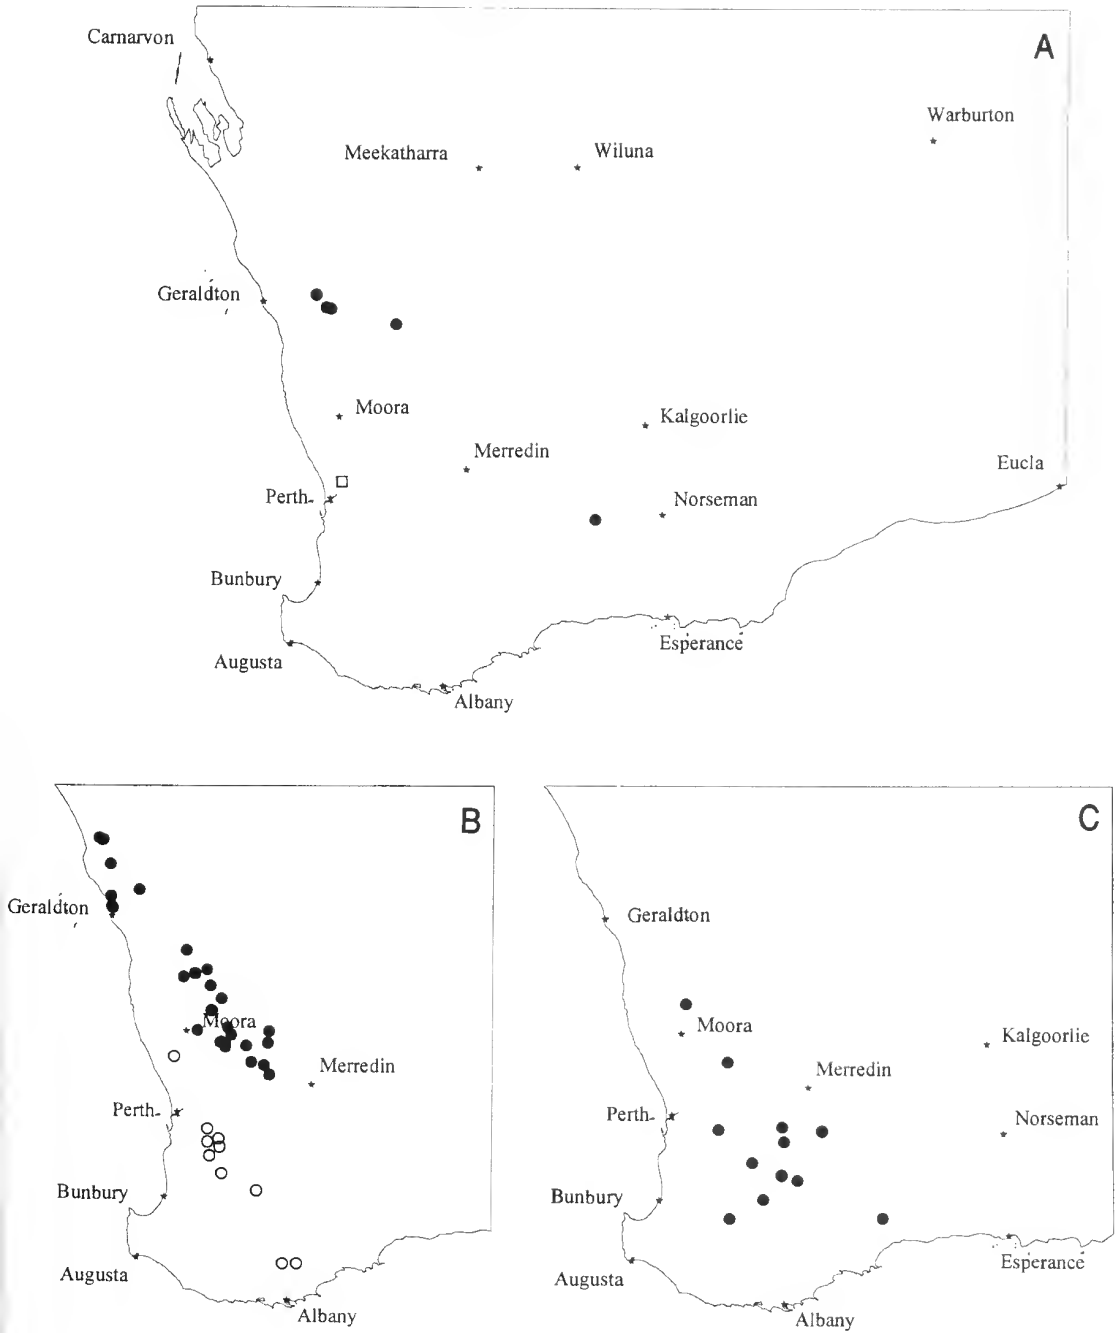 Carnarvon
A
Warburton
Meekatharra
Wiluna
Geraldton
Moora
Kalgoorlie
Merredin
Eucla
Perth
Norseman
Bunbury
Esperance
Augusta
Albany
B
Geraldton
Moora
Merredin
Perth
Bunbury
Augusta
Albany
C
Geraldton
Moora
Kalgoorlie
Merredin
Perth
Norseman
Bunbury
Esperance
Augusta
Albany